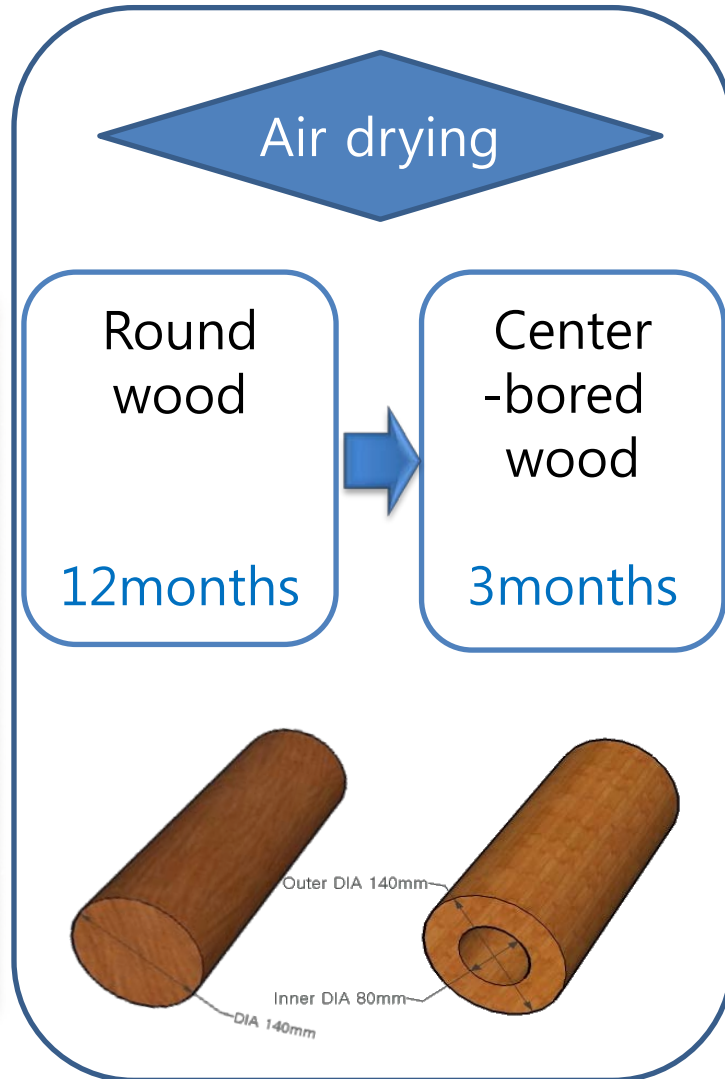 Air drying
Round
wood
12months
Center
-bored
wood
3months
Outer DIA 140mm
Inner DIA 80mm
DIA 140mm